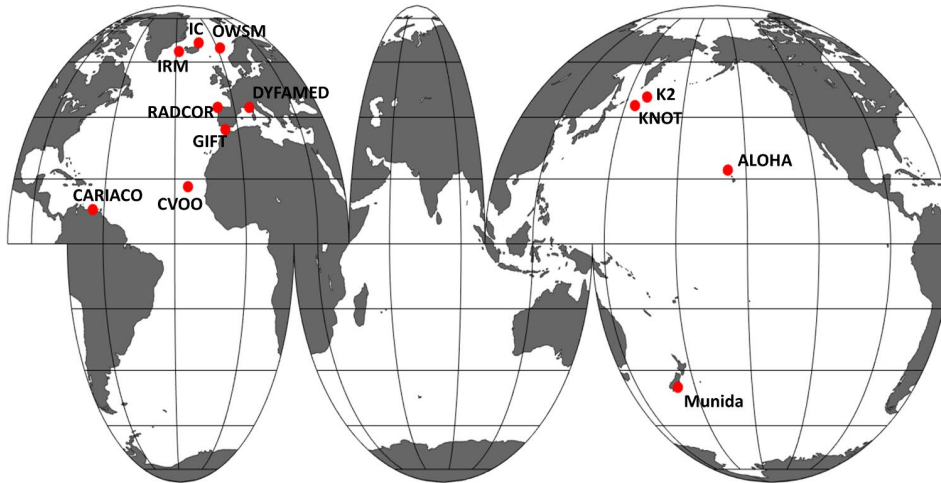 IC
OWSM
IRM
DYFAMED
RADCOR
GIFT
K2
KNOT
ALOHA
CARIACO
CVOO
Munida